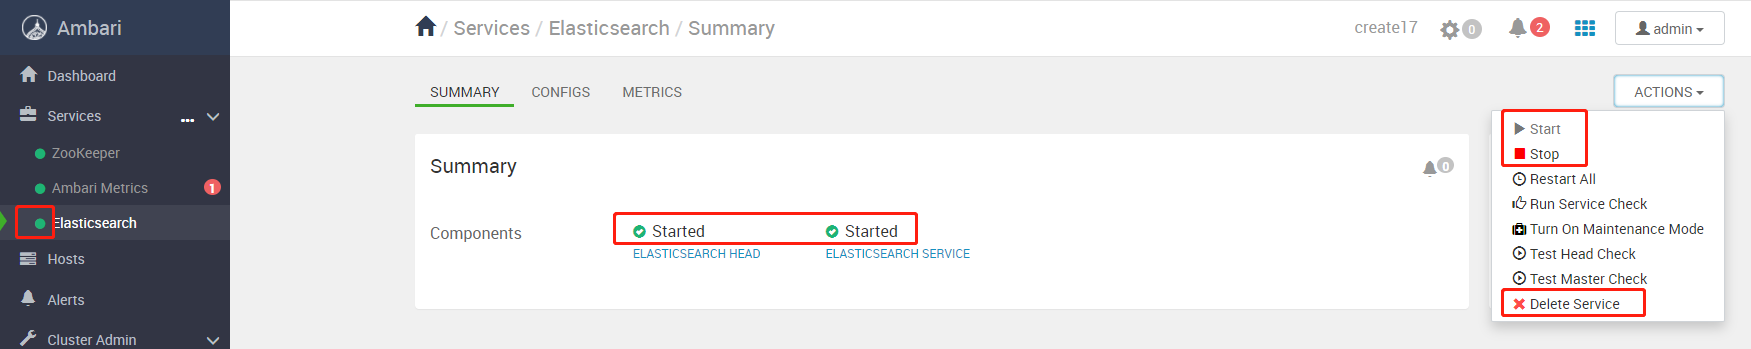 Ambari
Dashboard
Services ...
ZooKeeper
Ambari Metrics 1
Elasticsearch
Hosts
Alerts
Cluster Admin
/ Services / Elasticsearch / Summary
create17 0 2 admin
SUMMARY CONFIGS METRICS
ACTIONS
Summary 0
Components
Started Started
ELASTICSEARCH HEAD ELASTICSEARCH SERVICE
Start
Stop
Restart All
Run Service Check
Turn On Maintenance Mode
Test Head Check
Test Master Check
Delete Service